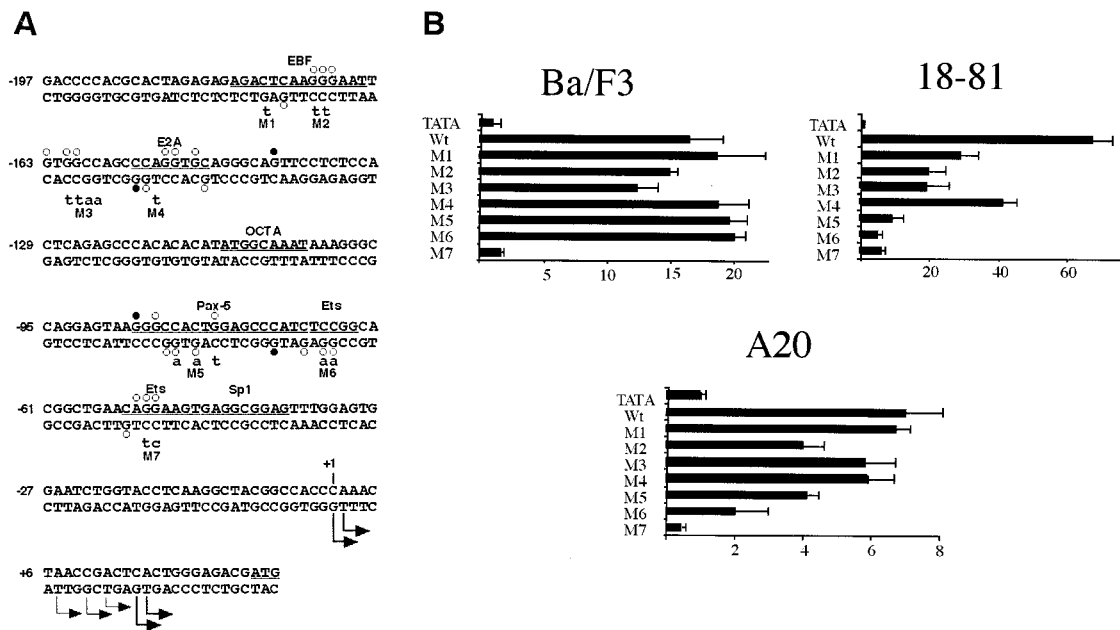 A
EBF
-197 GACCCCACGCACTAGAGAGAGACTCAAGGGAATT
CTGGGGTGCGTGATCTCTCTCTGAGTTCCCTTAA
t tt
M1 M2
E2A
-163 GTGGCCAGCCCAGGTGCAGGGCAGTTCCTCTCCA
CACCGGTCGGGTCCACGTCCCGTCAAGGAGAGGT
ttaa t
M3 M4
OCTA
-129 CTCAGAGCCCACACACATATGGCAAATAAAGGGC
GAGTCTCGGGTGTGTGTATACCGTTTATTTCCCG
Pax-5 Ets
-95 CAGGAGTAAGGGCCACTGGAGCCCATCTCCGGCA
GTCCTCATTCCCGGTGACCTCGGGTAGAGGCCGT
a a t aa
M5 M6
Ets Sp1
-61 CGGCTGAACAGGAAGTGAGGCGGAGTTTGGAGTG
GCCGACTTGTCCTTCACTCCGCCTCAAACCTCAC
tc
M7
+1
-27 GAATCTGGTACCTCAAGGCTACGGCCACCCAAAC
CTTAGACCATGGAGTTCCGATGCCGGTGGGTTTC
+6 TAACCGACTCACTGGGAGACGATG
ATTGGCTGAGTGACCCTCTGCTAC
B
Ba/F3
TATA
Wt
M1
M2
M3
M4
M5
M6
M7
5 10 15 20
18-81
TATA
Wt
M1
M2
M3
M4
M5
M6
M7
20 40 60
A20
TATA
Wt
M1
M2
M3
M4
M5
M6
M7
2 4 6 8